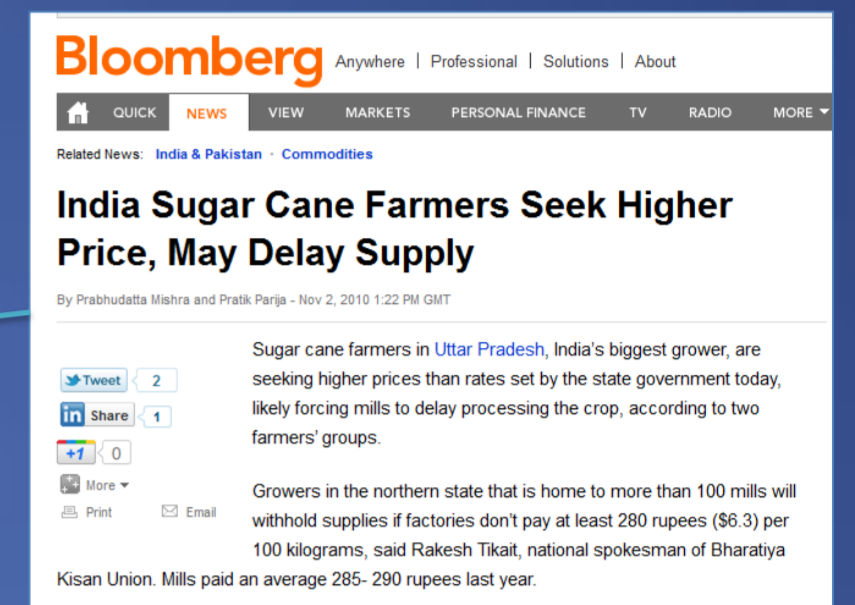 Bloomberg Anywhere | Professional | Solutions | About
QUICK NEWS VIEW MARKETS PERSONAL FINANCE TV RADIO MORE
Related News: India & Pakistan · Commodities
India Sugar Cane Farmers Seek Higher
Price, May Delay Supply
By Prabhudatta Mishra and Pratik Parija - Nov 2, 2010 1:22 PM GMT
Sugar cane farmers in Uttar Pradesh, India's biggest grower, are
Tweet 2
seeking higher prices than rates set by the state government today,
in Share 1
likely forcing mills to delay processing the crop, according to two
farmers' groups.
+1 0
More
Growers in the northern state that is home to more than 100 mills will
Print Email
withhold supplies if factories don't pay at least 280 rupees ($6.3) per
100 kilograms, said Rakesh Tikait, national spokesman of Bharatiya
Kisan Union. Mills paid an average 285- 290 rupees last year.